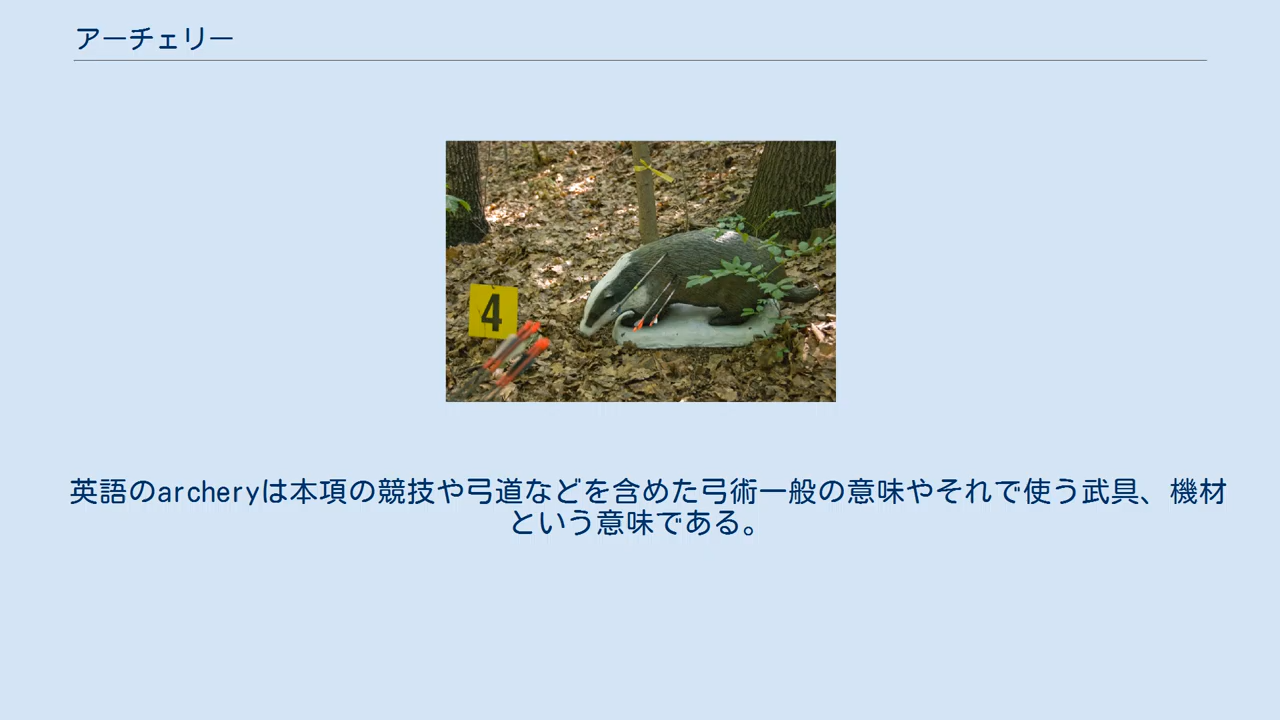 アーチェリー
4
英語のarcheryは本項の競技や弓道などを含めた弓術一般の意味やそれで使う武具、機材
という意味である。